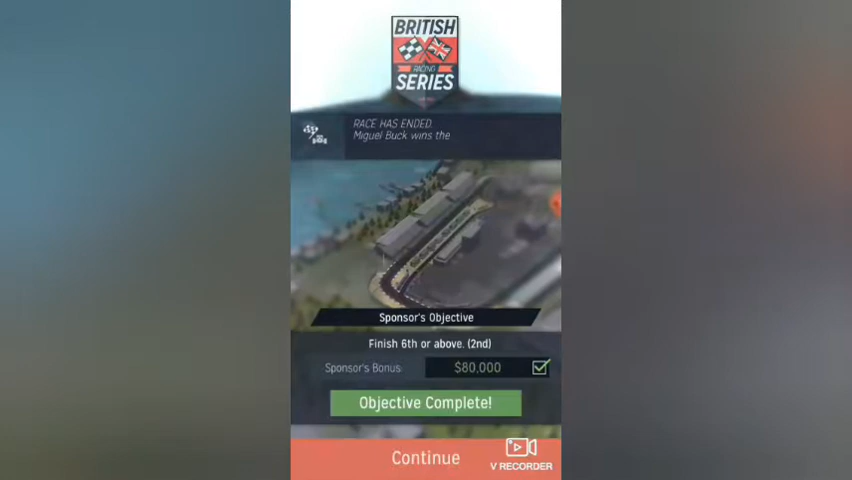 BRITISH
RACING
SERIES
RACE HAS ENDED.
Miguel Buck wins the
Sponsor's Objective
Finish 6th or above. (2nd)
Sponsor's Bonus: $80,000
Objective Complete!
Continue
V RECORDER